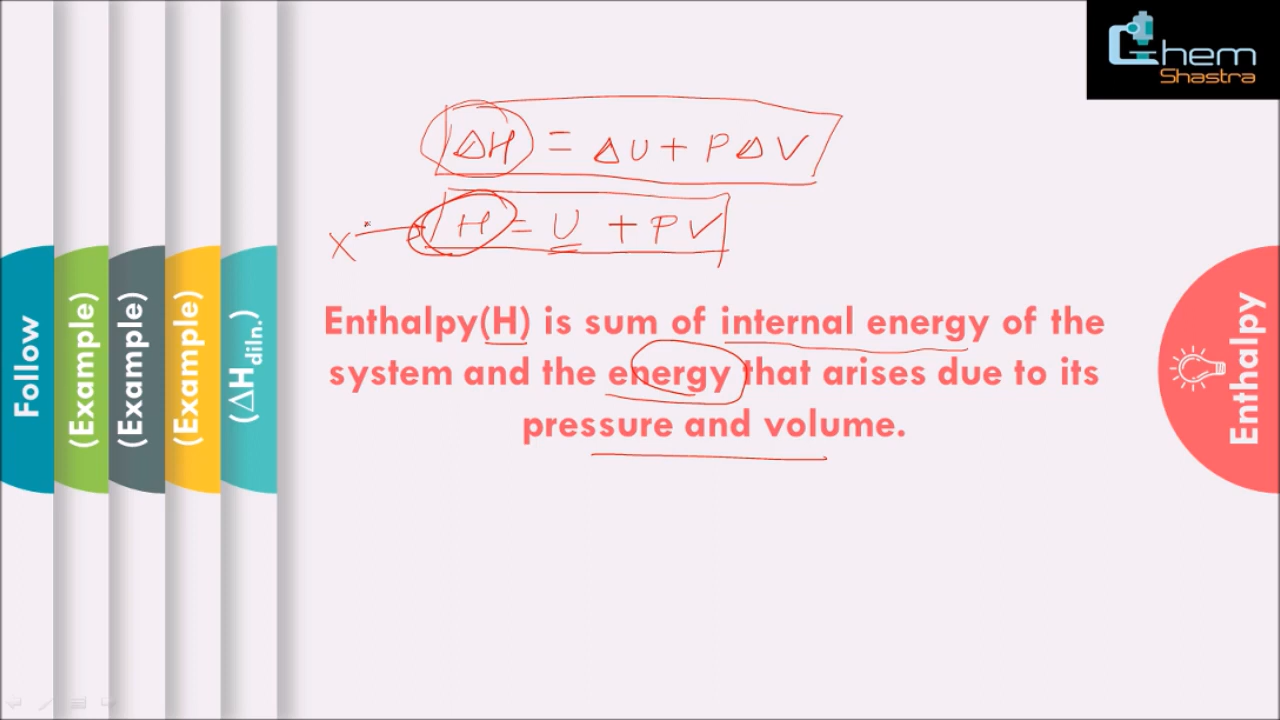 Chem
Shastra
ΔH = ΔU + PΔV
X H = U + PV
Enthalpy(H) is sum of internal energy of the
system and the energy that arises due to its
pressure and volume.
Follow
(Example)
(Example)
(Example)
(ΔHdiln.)
Enthalpy